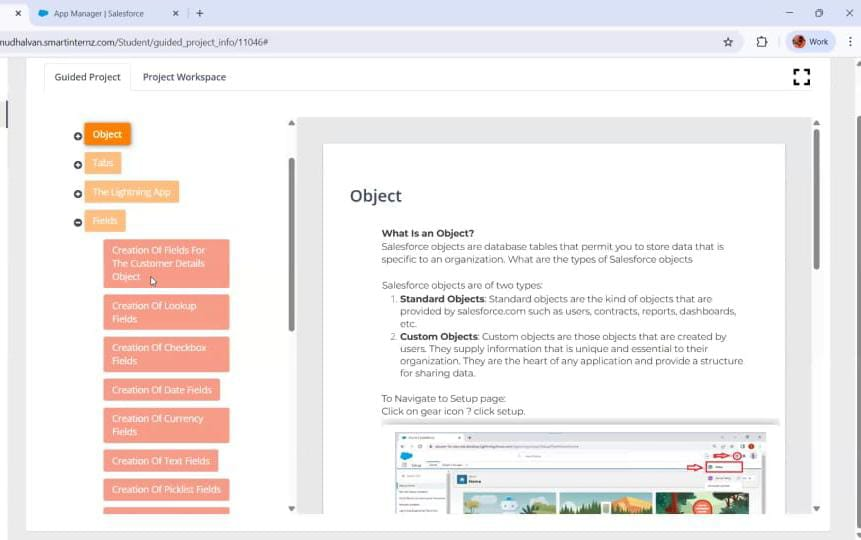 App Manager | Salesforce
mudhalvan.smartinternz.com/Student/guided_project_info/11046#
Work
Guided Project
Project Workspace
Object
Tabs
The Lightning App
Fields
Creation Of Fields For
The Customer Details
Object
Creation Of Lookup
Fields
Creation Of Checkbox
Fields
Creation Of Date Fields
Creation Of Currency
Fields
Creation Of Text Fields
Creation Of Picklist Fields
Object
What Is an Object?
Salesforce objects are database tables that permit you to store data that is
specific to an organization. What are the types of Salesforce objects
Salesforce objects are of two types:
1. Standard Objects: Standard objects are the kind of objects that are
provided by salesforce.com such as users, contracts, reports, dashboards,
etc.
2. Custom Objects: Custom objects are those objects that are created by
users. They supply information that is unique and essential to their
organization. They are the heart of any application and provide a structure
for sharing data.
To Navigate to Setup page:
Click on gear icon ? click setup.
Setup
Home